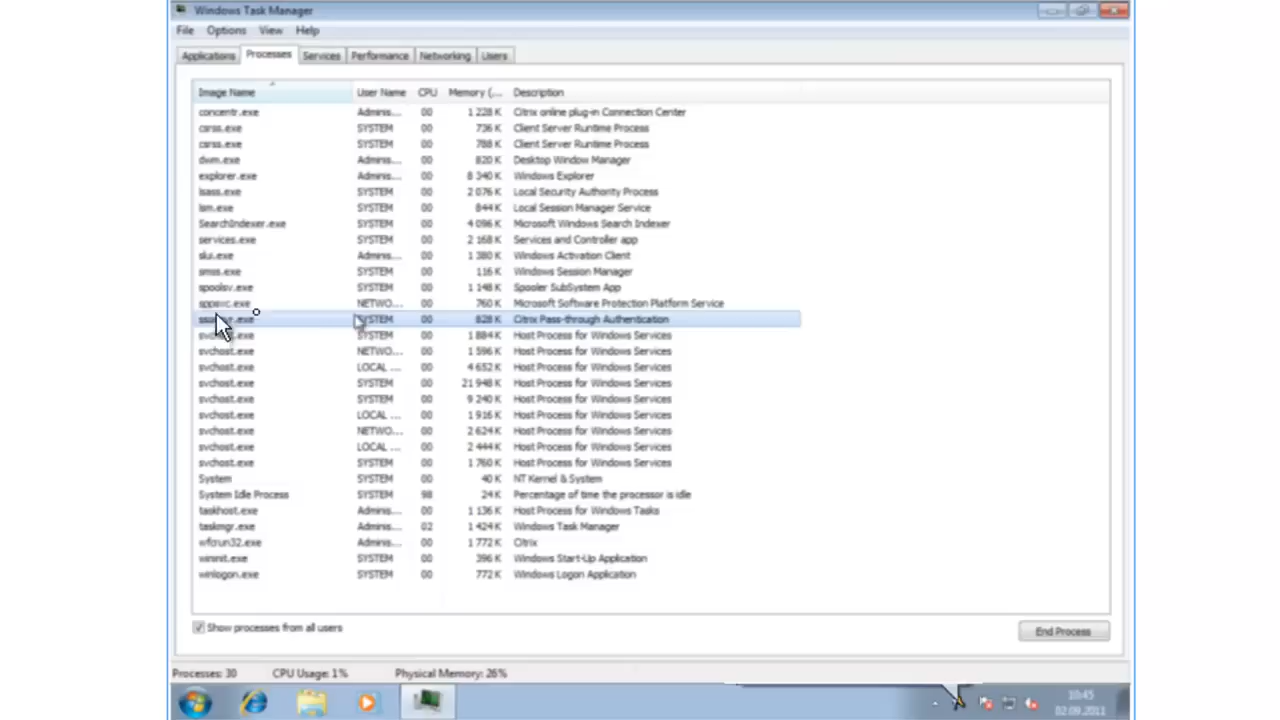 Windows Task Manager
File Options View Help
Applications Processes Services Performance Networking Users
Image Name User Name CPU Memory (... Description
concentr.exe Adminis... 00 1 228 K Citrix online plug-in Connection Center
csrss.exe SYSTEM 00 736 K Client Server Runtime Process
csrss.exe SYSTEM 00 788 K Client Server Runtime Process
dwm.exe Adminis... 00 820 K Desktop Window Manager
explorer.exe Adminis... 00 8 340 K Windows Explorer
lsass.exe SYSTEM 00 2 076 K Local Security Authority Process
lsm.exe SYSTEM 00 844 K Local Session Manager Service
SearchIndexer.exe SYSTEM 00 4 096 K Microsoft Windows Search Indexer
services.exe SYSTEM 00 2 168 K Services and Controller app
slui.exe Adminis... 00 1 380 K Windows Activation Client
smss.exe SYSTEM 00 116 K Windows Session Manager
spoolsv.exe SYSTEM 00 1 148 K Spooler SubSystem App
sppsvc.exe NETWO... 00 760 K Microsoft Software Protection Platform Service
SYSTEM 00 828 K Citrix Pass-through Authentication
svchost.exe SYSTEM 00 1 884 K Host Process for Windows Services
svchost.exe NETWO... 00 1 596 K Host Process for Windows Services
svchost.exe LOCAL ... 00 4 652 K Host Process for Windows Services
svchost.exe SYSTEM 00 21 948 K Host Process for Windows Services
svchost.exe SYSTEM 00 9 240 K Host Process for Windows Services
svchost.exe LOCAL ... 00 1 916 K Host Process for Windows Services
svchost.exe NETWO... 00 2 624 K Host Process for Windows Services
svchost.exe LOCAL ... 00 2 444 K Host Process for Windows Services
svchost.exe SYSTEM 00 1 760 K Host Process for Windows Services
System SYSTEM 00 40 K NT Kernel & System
System Idle Process SYSTEM 98 24 K Percentage of time the processor is idle
taskhost.exe Adminis... 00 1 136 K Host Process for Windows Tasks
taskmgr.exe Adminis... 02 1 424 K Windows Task Manager
wfcrun32.exe Adminis... 00 1 772 K Citrix
wininit.exe SYSTEM 00 396 K Windows Start-Up Application
winlogon.exe SYSTEM 00 772 K Windows Logon Application
Show processes from all users
End Process
Processes: 30 CPU Usage: 1% Physical Memory: 26%
10:45
02.09.2011